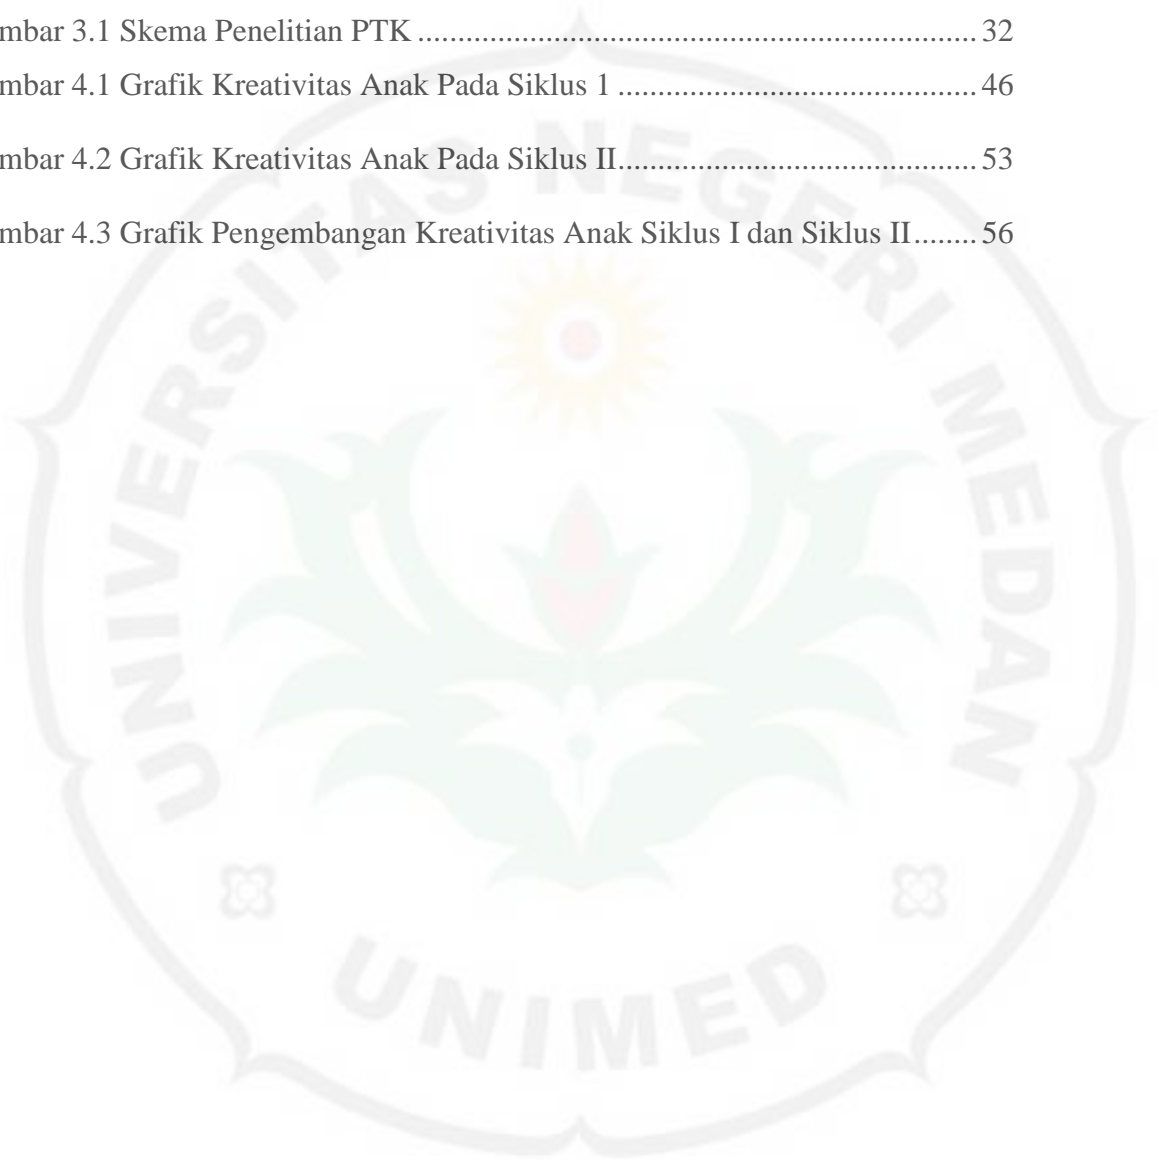 mbar 3.1 Skema Penelitian PTK ................................................................... 32
mbar 4.1 Grafik Kreativitas Anak Pada Siklus 1 ........................................... 46
mbar 4.2 Grafik Kreativitas Anak Pada Siklus II........................................... 53
mbar 4.3 Grafik Pengembangan Kreativitas Anak Siklus I dan Siklus II........ 56
UNIVERSITAS NEGERI MEDAN
UNIMED